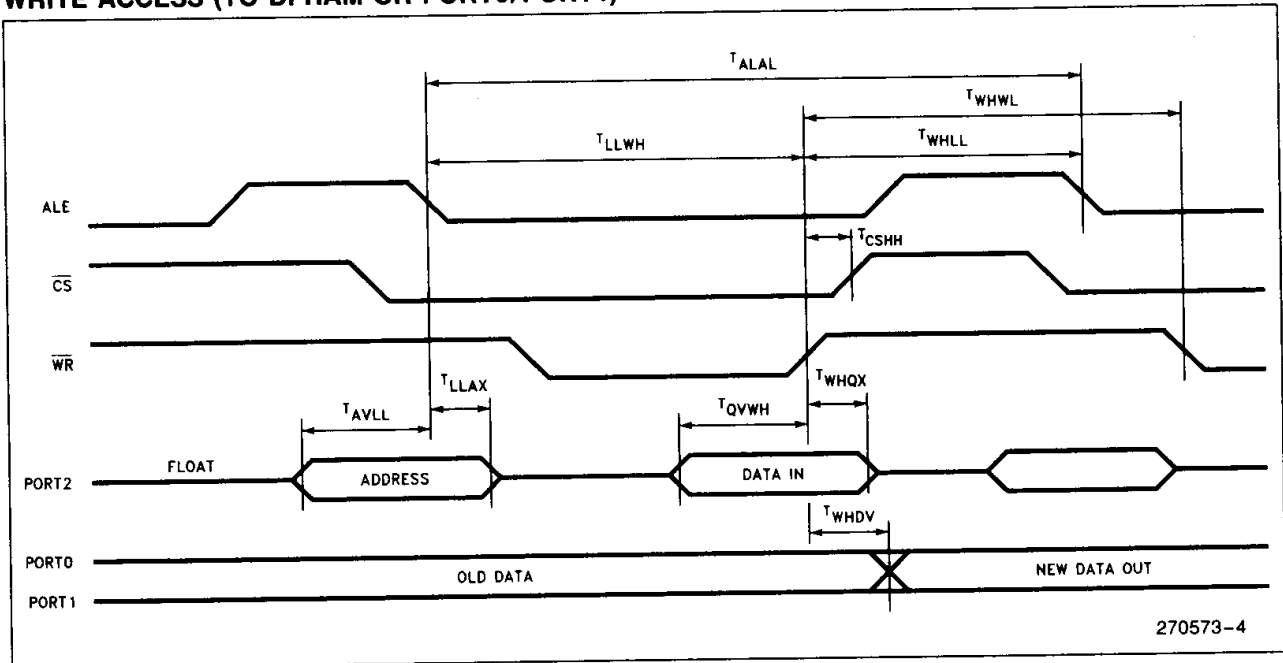 WRITE ACCESS (TO DPRAM OR PORT0/PORT1)
TALAL
TWHWL
TLLWH
TWHLL
ALE
TCSHH
CS
WR
TLLAX
TWHQX
TAVLL
TQVWH
FLOAT
PORT2
ADDRESS
DATA IN
TWHDV
PORT0
OLD DATA
NEW DATA OUT
PORT1
270573-4